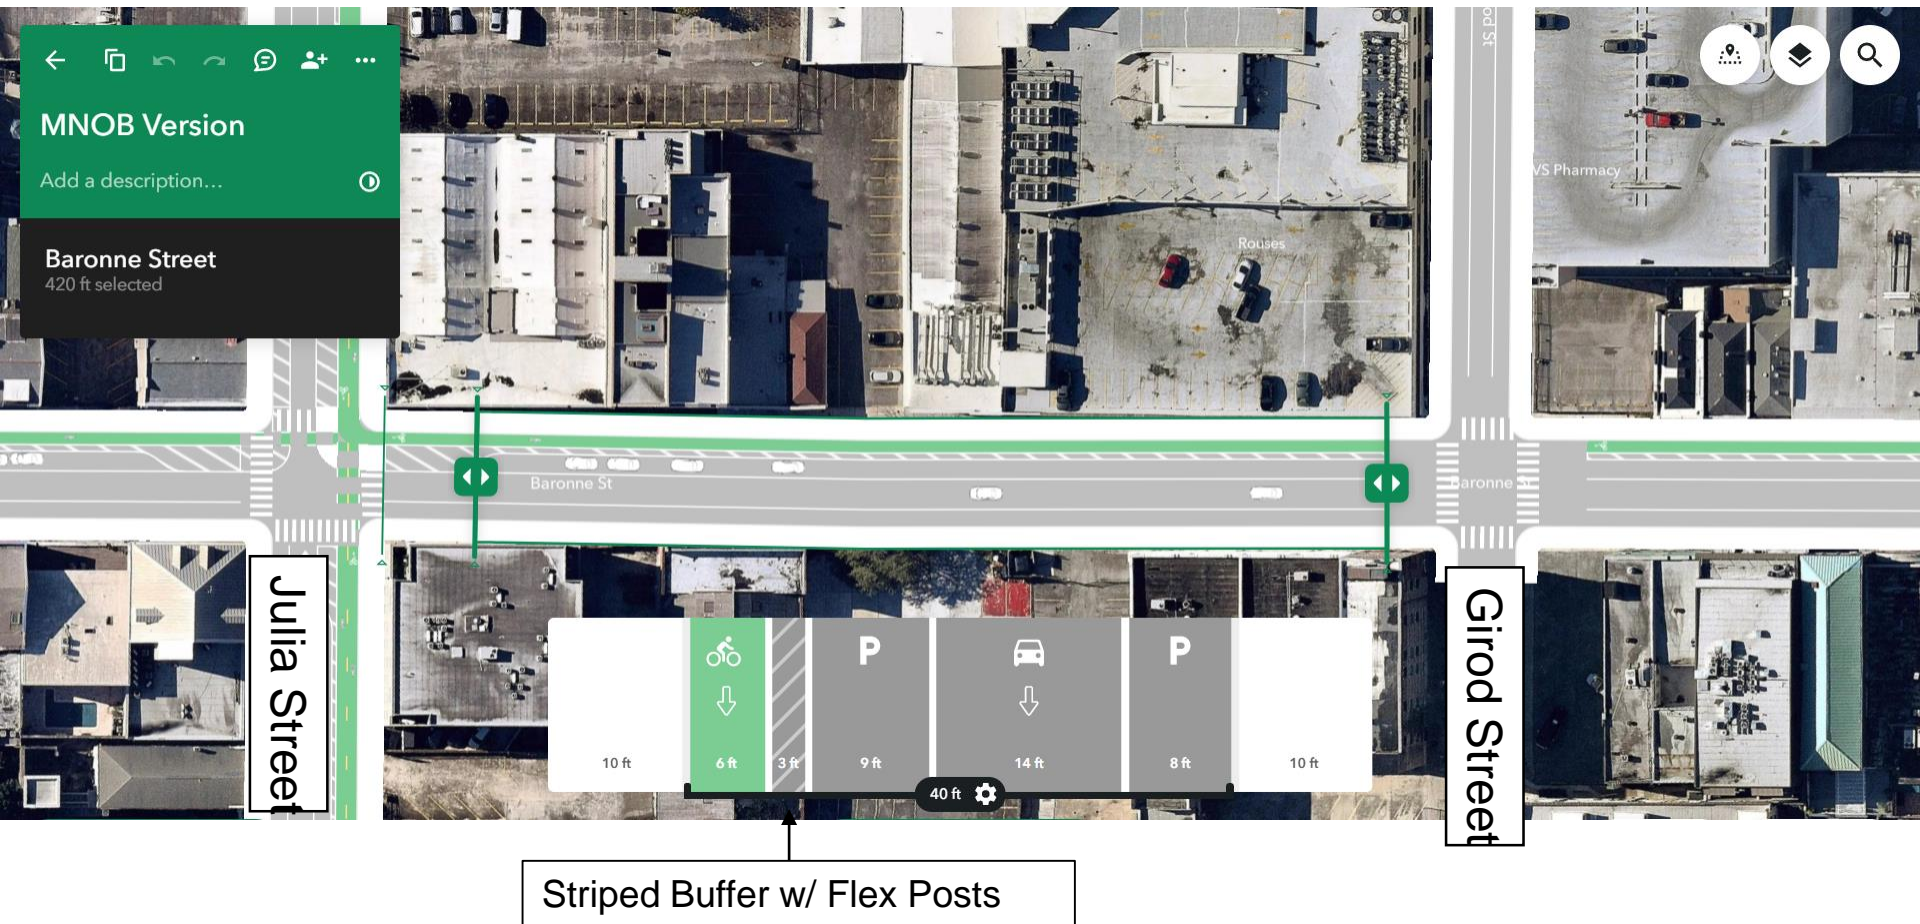 MNOB Version
Add a description...
Baronne Street
420 ft selected
od St
VS Pharmacy
Rouses
Baronne St
Baronne St
Julia Street
Girod Street
P
P
10 ft
6 ft
3 ft
9 ft
14 ft
8 ft
10 ft
40 ft
Striped Buffer w/ Flex Posts